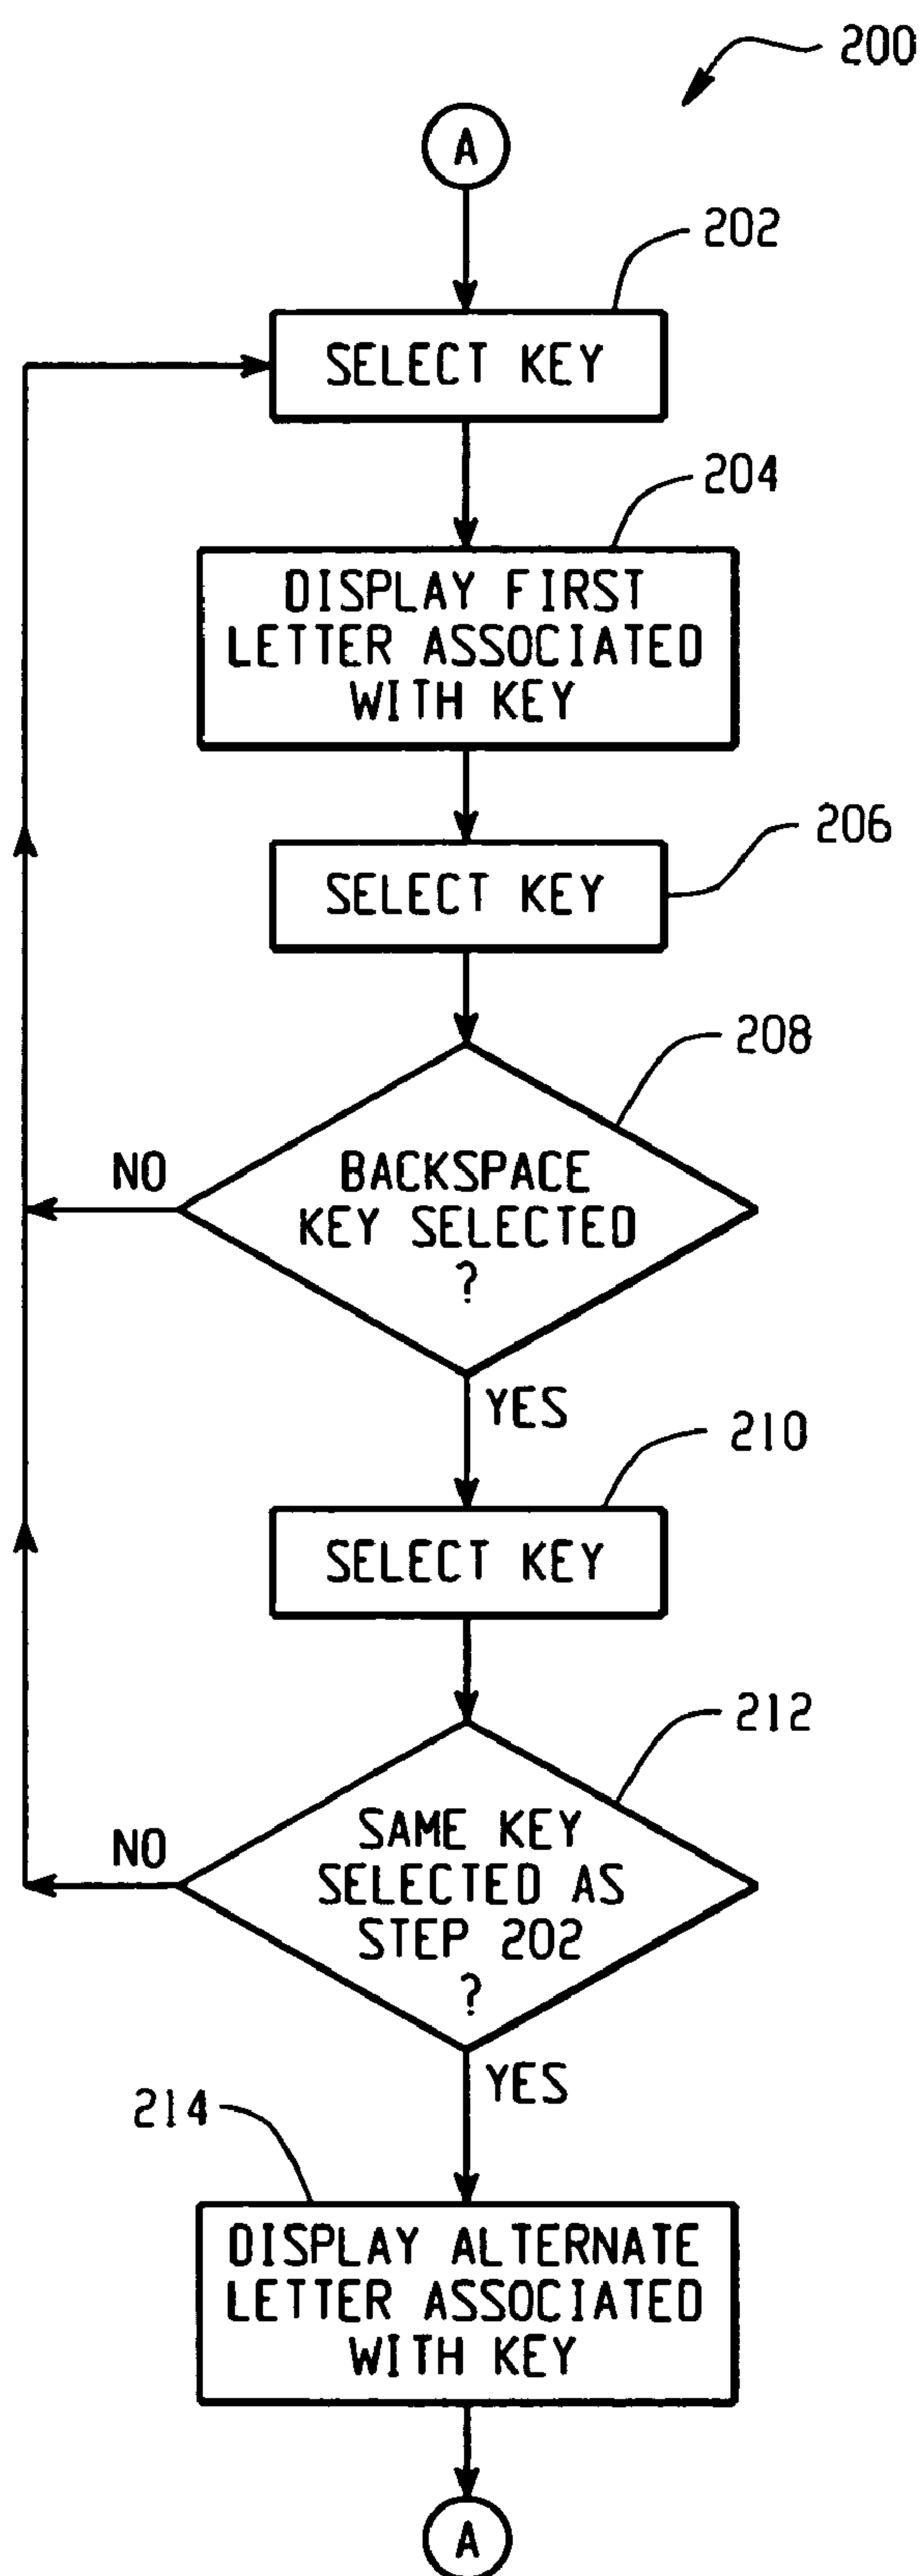 200
A
202
SELECT KEY
204
DISPLAY FIRST
LETTER ASSOCIATED
WITH KEY
206
SELECT KEY
208
BACKSPACE
KEY SELECTED
?
NO
YES
210
SELECT KEY
212
SAME KEY
SELECTED AS
STEP 202
?
NO
YES
214
DISPLAY ALTERNATE
LETTER ASSOCIATED
WITH KEY
A